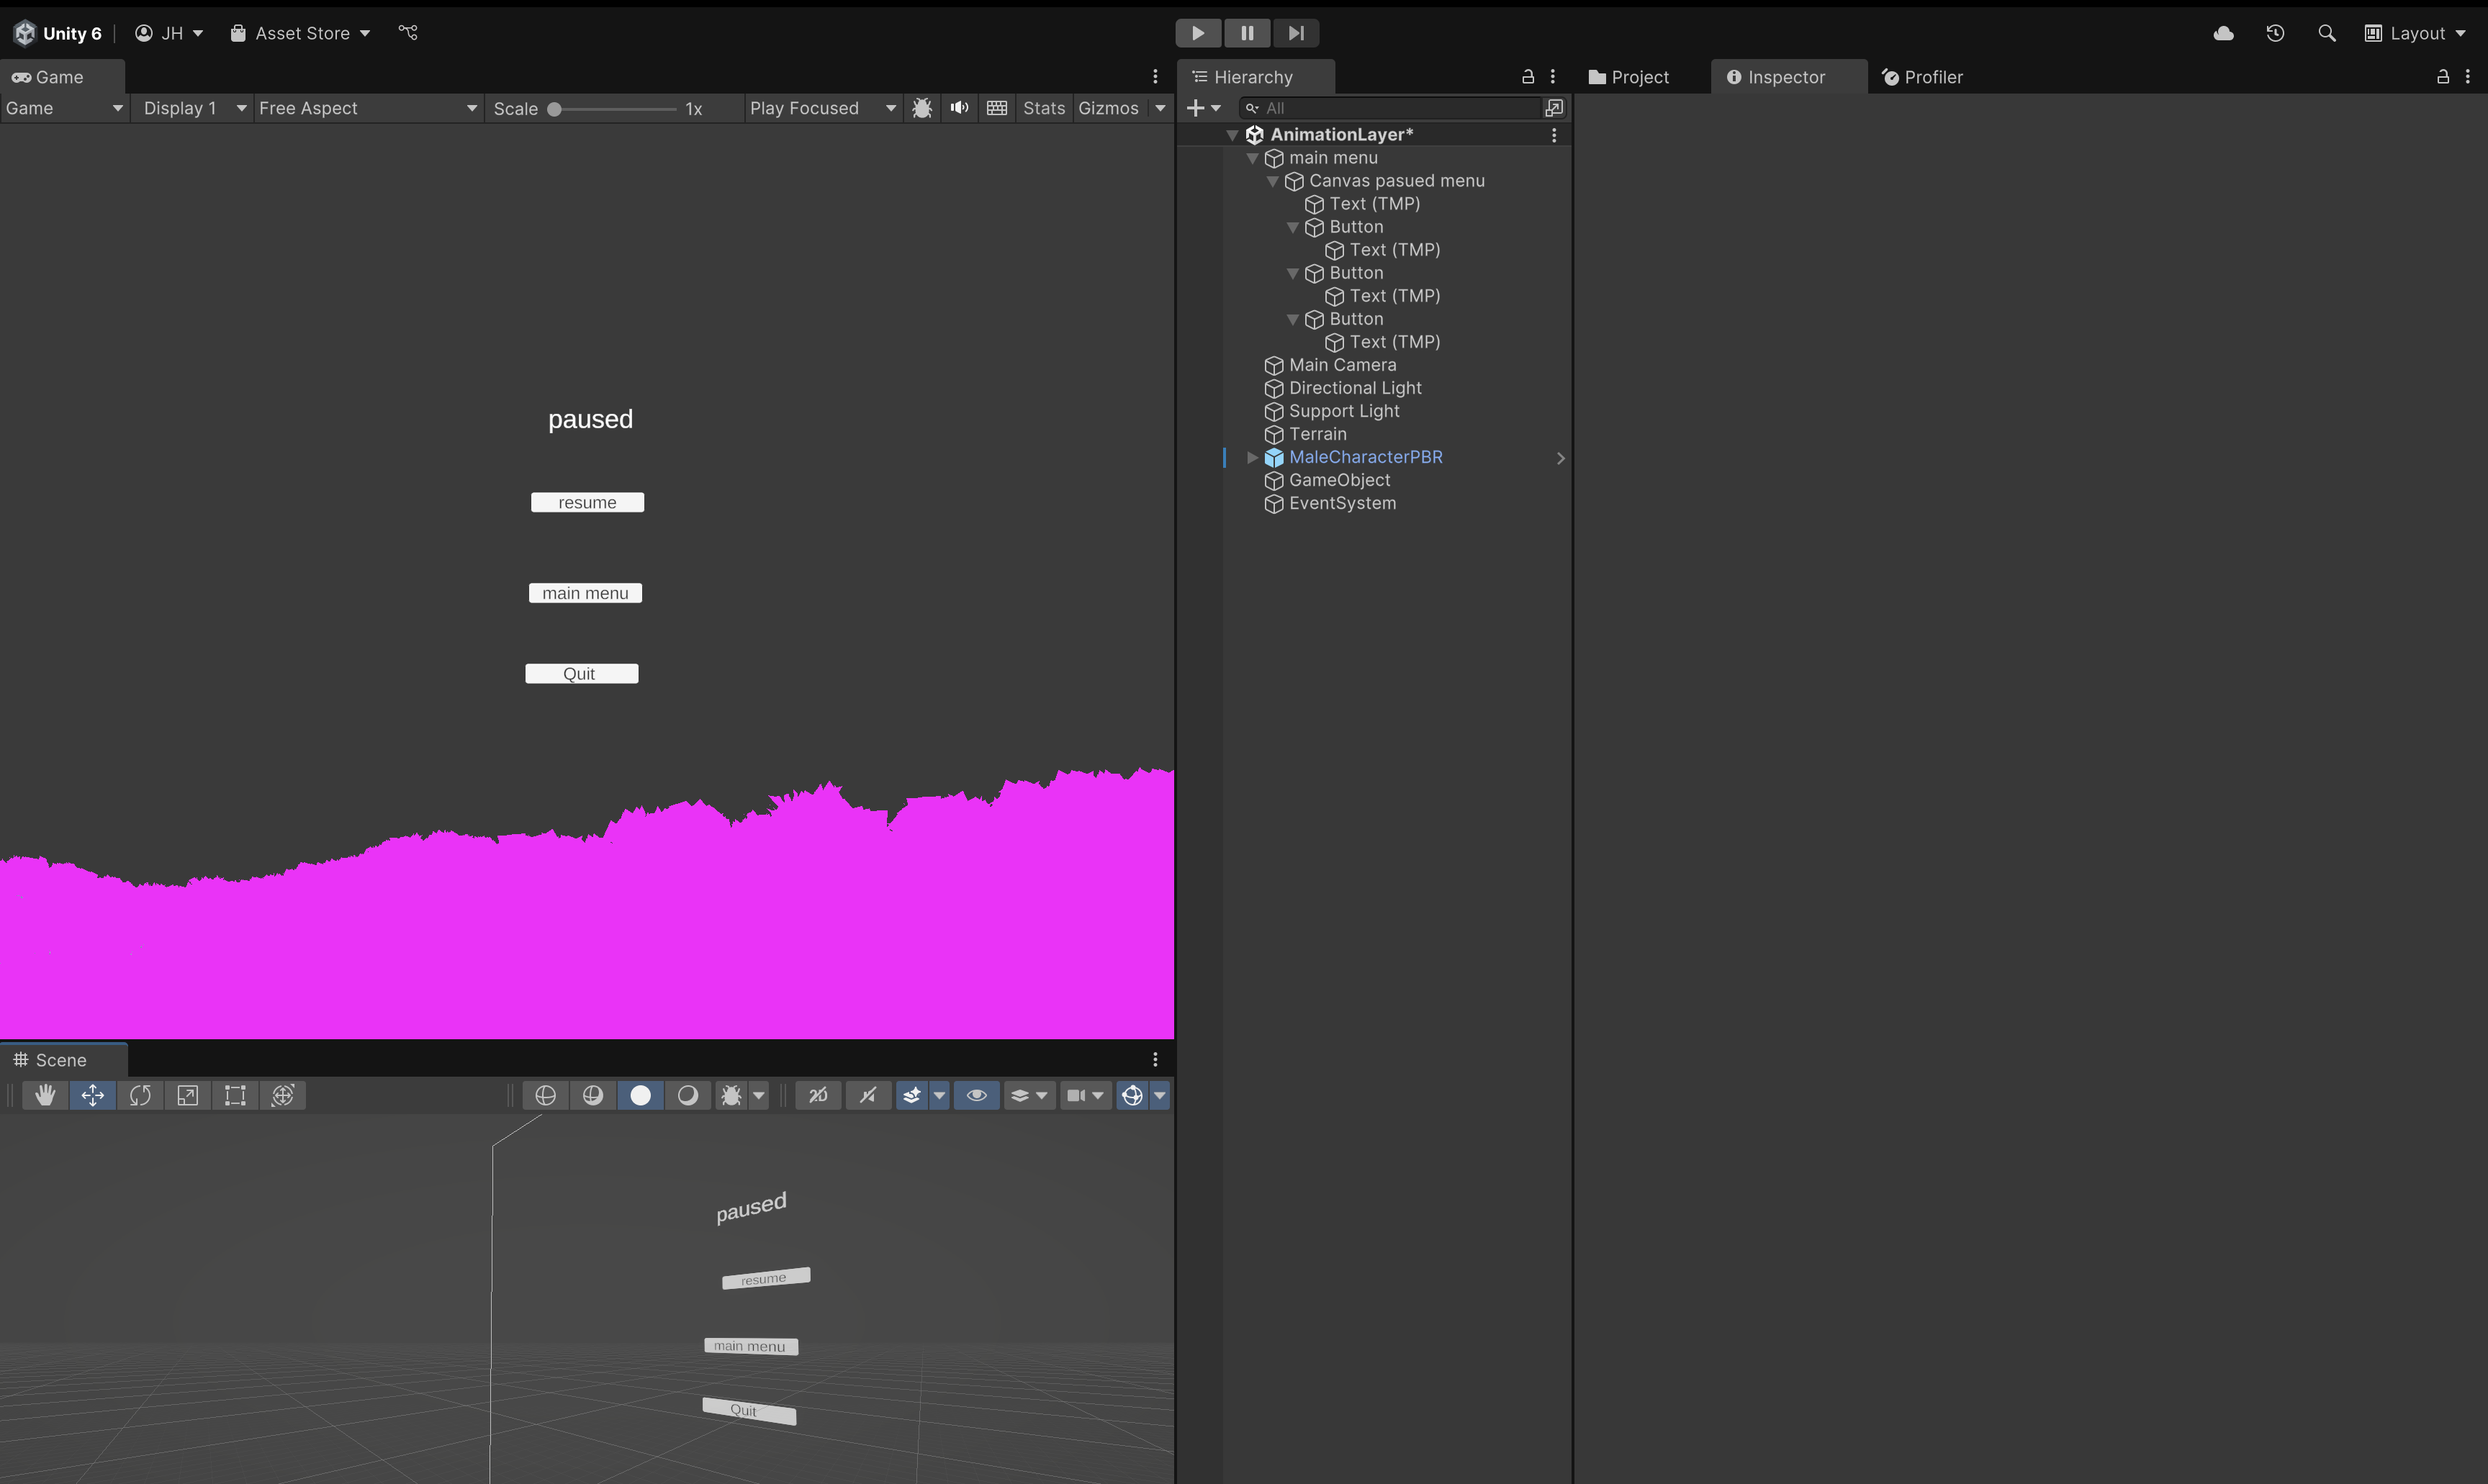 Unity 6 JH Asset Store Layout
Game
Game Display 1 Free Aspect Scale 1x Play Focused Stats Gizmos
paused
resume
main menu
Quit
Scene
2D
paused
resume
main menu
Quit
Hierarchy
All
AnimationLayer*
main menu
Canvas pasued menu
Text (TMP)
Button
Text (TMP)
Button
Text (TMP)
Button
Text (TMP)
Main Camera
Directional Light
Support Light
Terrain
MaleCharacterPBR
GameObject
EventSystem
Project Inspector Profiler